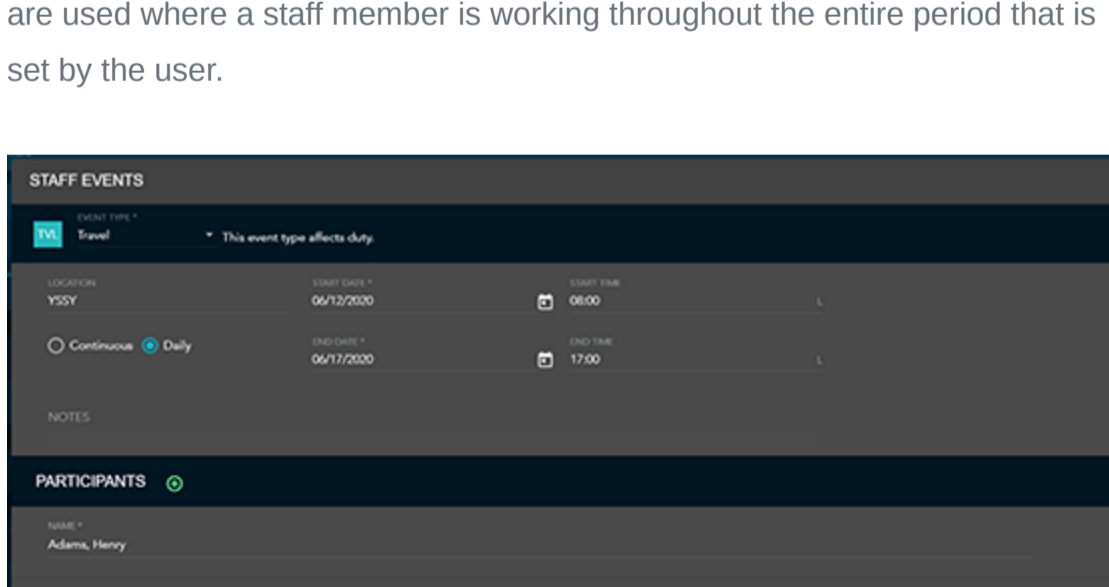 are used where a staff member is working throughout the entire period that is
set by the user.
STAFF EVENTS
EVENT TYPE *
TVL Travel This event type affects duty.
LOCATION START DATE * START TIME
YSSY 06/12/2020 08:00 L
Continuous Daily
END DATE * END TIME
06/17/2020 17:00 L
NOTES
PARTICIPANTS
NAME *
Adams, Henry